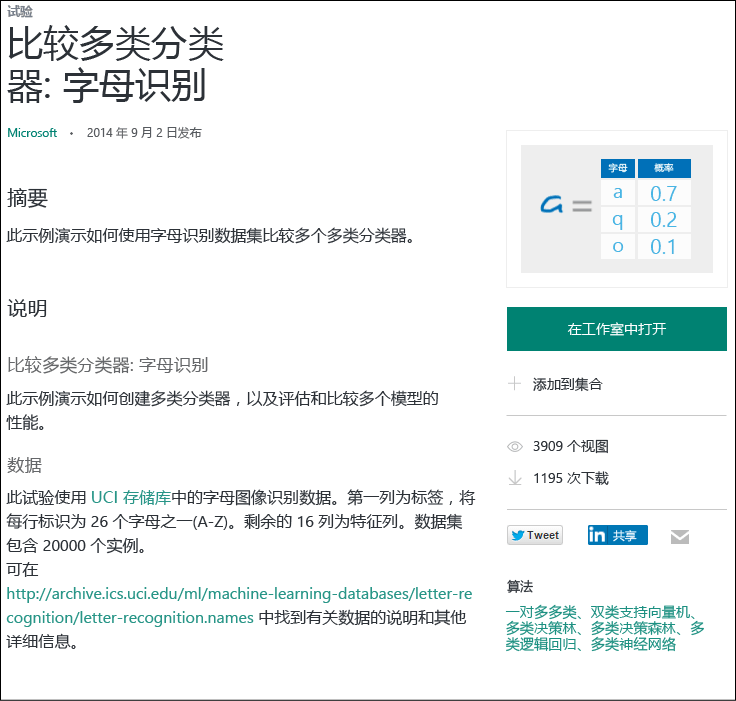 试验
比较多类分类
器: 字母识别
Microsoft • 2014 年 9 月 2 日发布
摘要
此示例演示如何使用字母识别数据集比较多个多类分类器。
说明
比较多类分类器: 字母识别
此示例演示如何创建多类分类器，以及评估和比较多个模型的
性能。
数据
此试验使用 UCI 存储库中的字母图像识别数据。第一列为标签，将
每行标识为 26 个字母之一(A-Z)。剩余的 16 列为特征列。数据集
包含 20000 个实例。
可在
http://archive.ics.uci.edu/ml/machine-learning-databases/letter-re
cognition/letter-recognition.names 中找到有关数据的说明和其他
详细信息。
字母 概率
a = a 0.7
q 0.2
o 0.1
在工作室中打开
添加到集合
3909 个视图
1195 次下载
Tweet in 共享
算法
一对多多类、双类支持向量机、
多类决策林、多类决策森林、多
类逻辑回归、多类神经网络